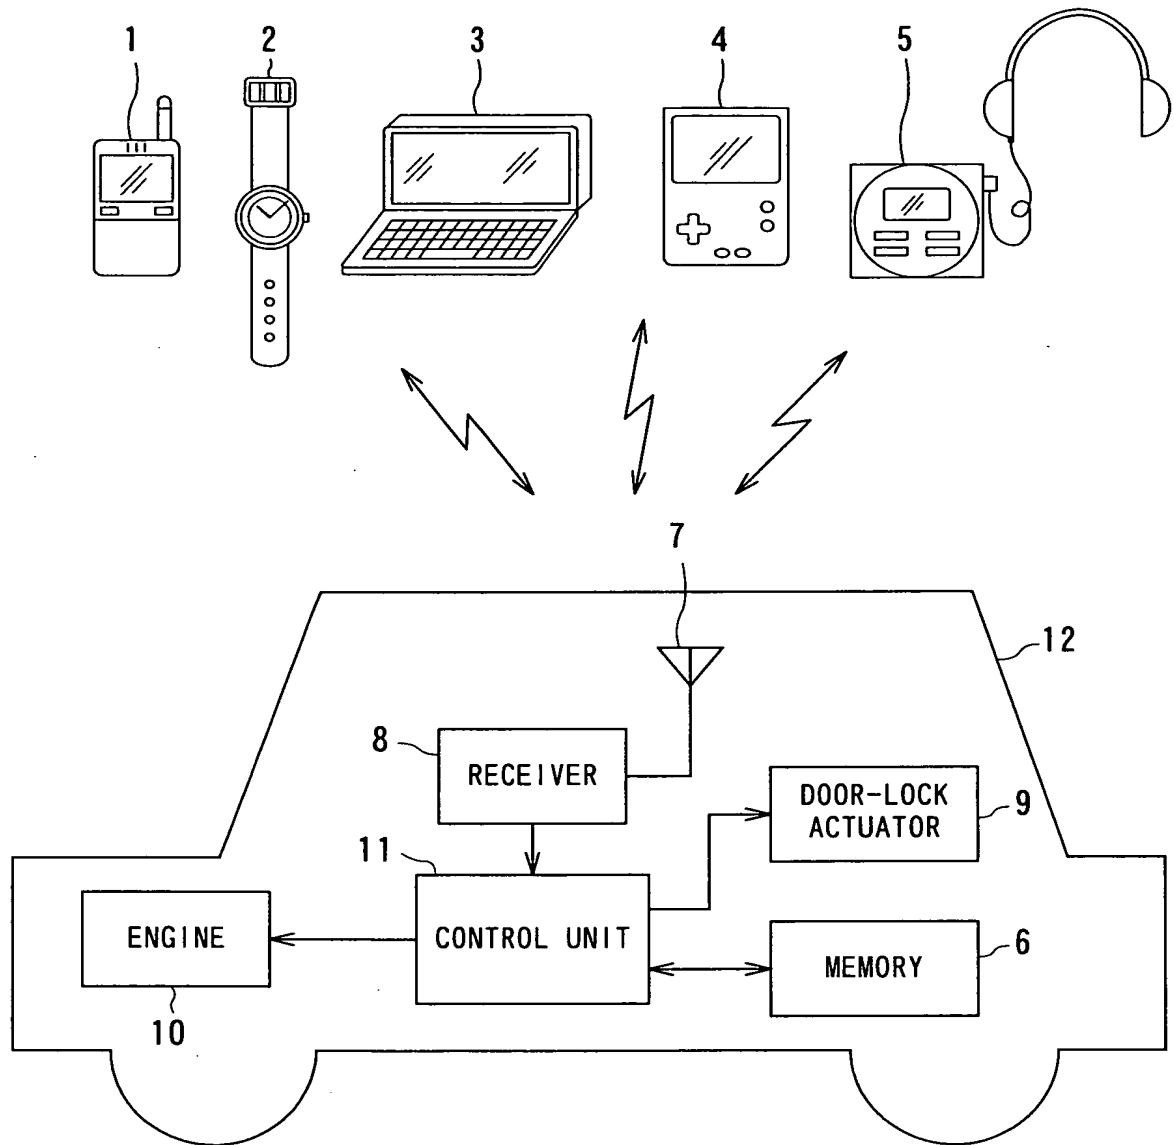 1
2
3
4
5
7
12
8
RECEIVER
DOOR-LOCK
ACTUATOR
9
11
ENGINE
CONTROL UNIT
6
MEMORY
10